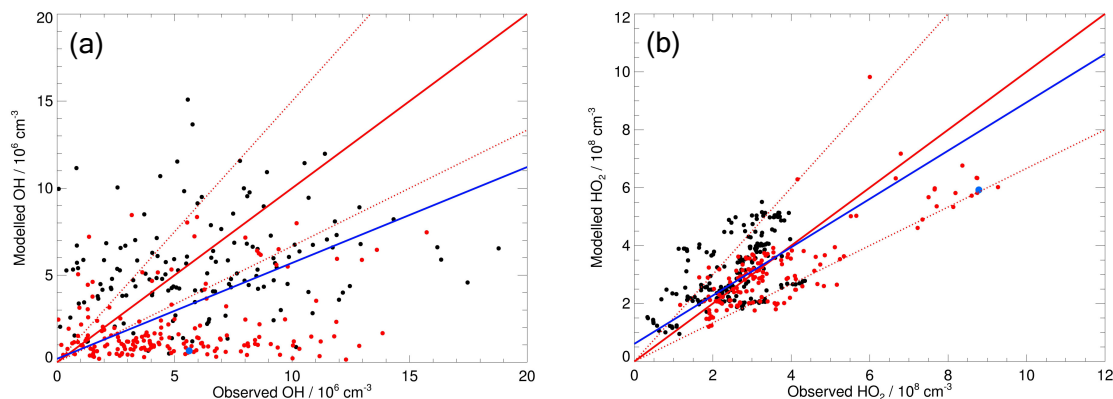 (a)
Modelled OH / 10⁶ cm⁻³
20
15
10
5
0
0 5 10 15 20
Observed OH / 10⁶ cm⁻³
(b)
Modelled HO₂ / 10⁸ cm⁻³
12
10
8
6
4
2
0
0 2 4 6 8 10 12
Observed HO₂ / 10⁸ cm⁻³